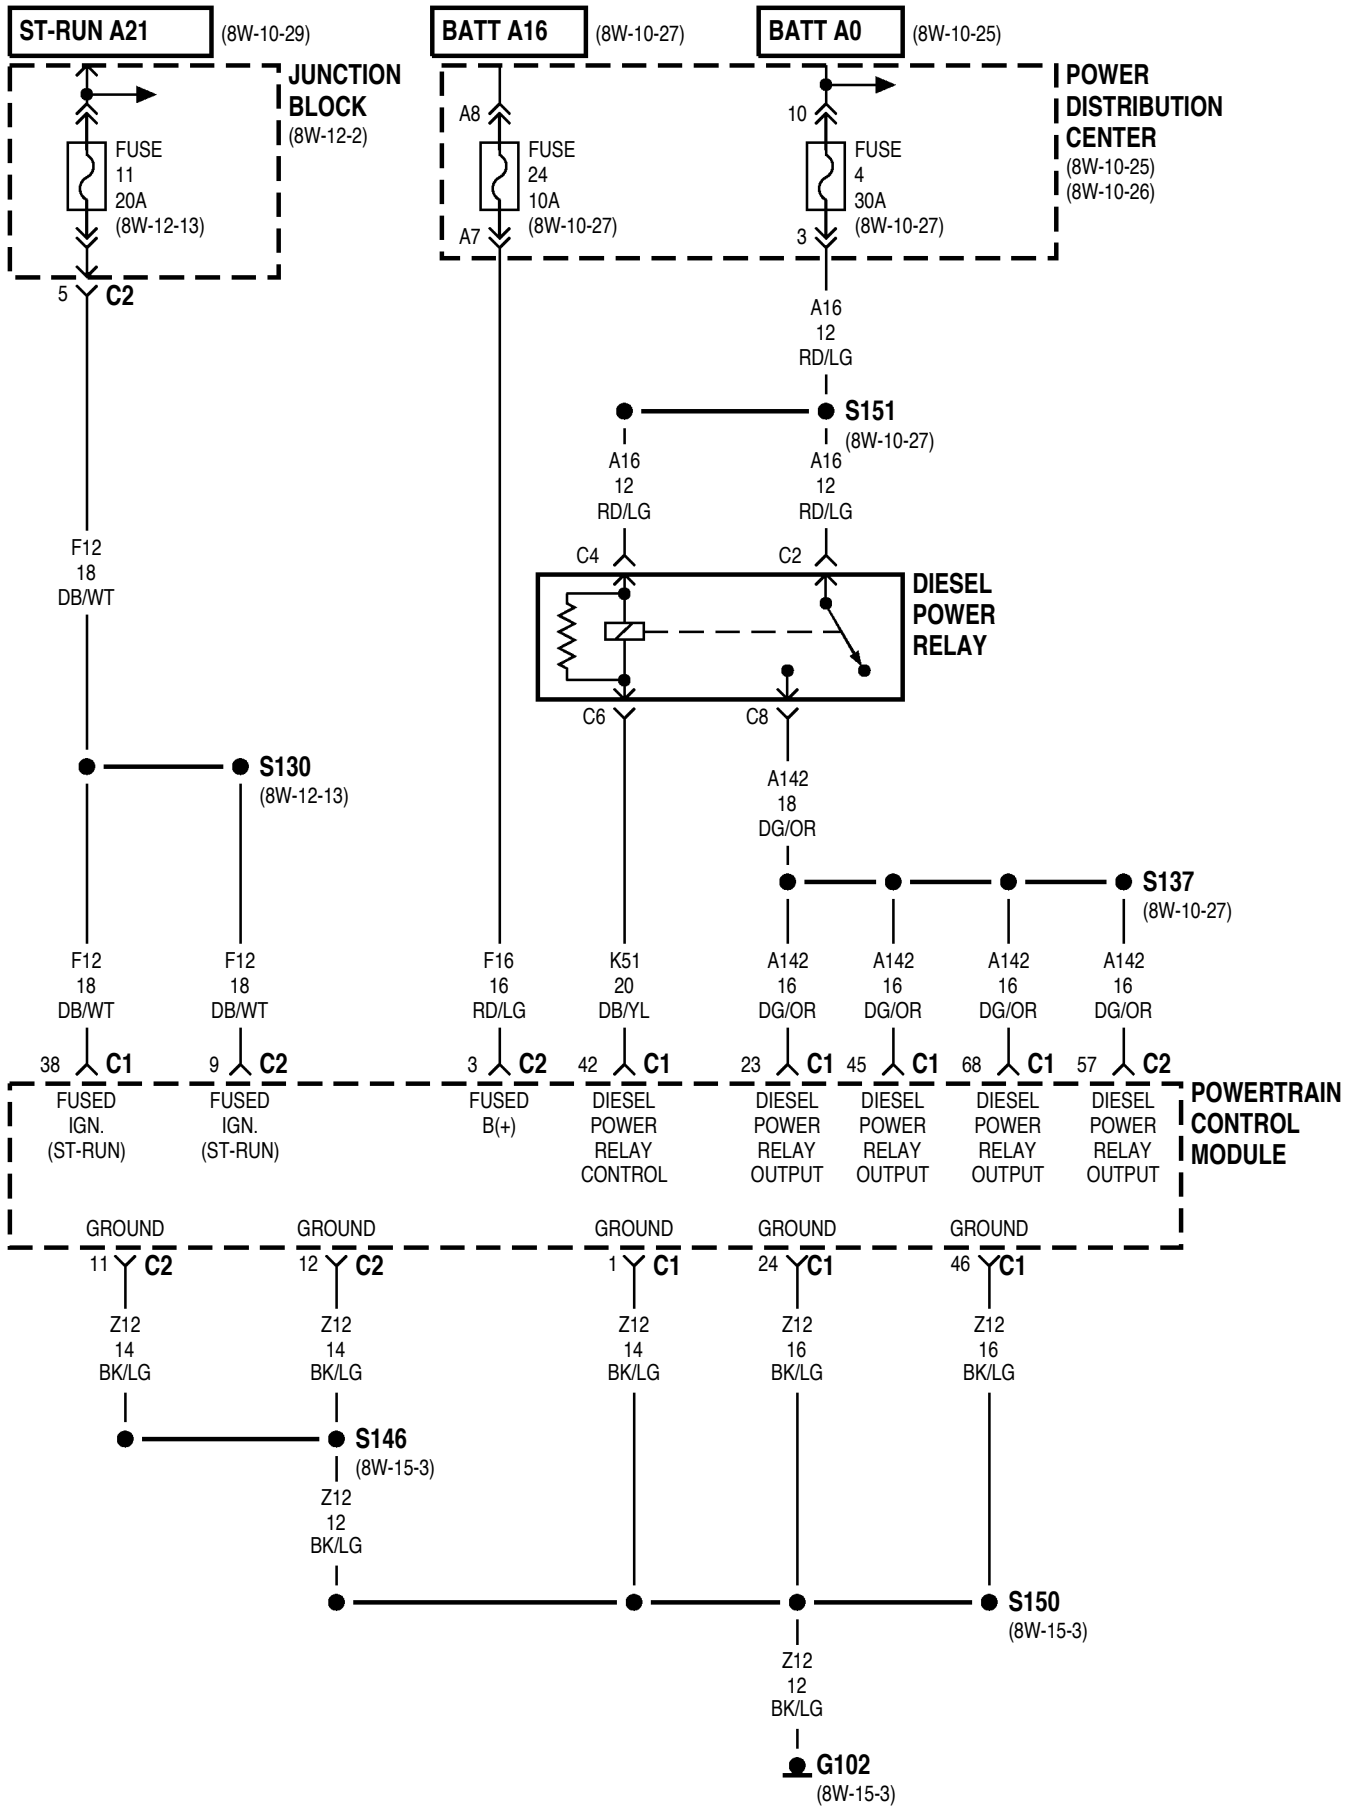 ST-RUN A21
(8W-10-29)
BATT A16
(8W-10-27)
BATT A0
(8W-10-25)
JUNCTION
BLOCK
(8W-12-2)
POWER
DISTRIBUTION
CENTER
(8W-10-25)
(8W-10-26)
FUSE
11
20A
(8W-12-13)
A8
FUSE
24
10A
(8W-10-27)
A7
10
FUSE
4
30A
(8W-10-27)
3
5
C2
A16
12
RD/LG
S151
(8W-10-27)
A16
12
RD/LG
A16
12
RD/LG
C4
C2
DIESEL
POWER
RELAY
C6
C8
F12
18
DB/WT
S130
(8W-12-13)
A142
18
DG/OR
S137
(8W-10-27)
F12
18
DB/WT
F12
18
DB/WT
F16
16
RD/LG
K51
20
DB/YL
A142
16
DG/OR
A142
16
DG/OR
A142
16
DG/OR
A142
16
DG/OR
38
C1
9
C2
3
C2
42
C1
23
C1
45
C1
68
C1
57
C2
POWERTRAIN
CONTROL
MODULE
FUSED
IGN.
(ST-RUN)
FUSED
IGN.
(ST-RUN)
FUSED
B(+)
DIESEL
POWER
RELAY
CONTROL
DIESEL
POWER
RELAY
OUTPUT
DIESEL
POWER
RELAY
OUTPUT
DIESEL
POWER
RELAY
OUTPUT
DIESEL
POWER
RELAY
OUTPUT
GROUND
GROUND
GROUND
GROUND
GROUND
11
C2
12
C2
1
C1
24
C1
46
C1
Z12
14
BK/LG
Z12
14
BK/LG
Z12
14
BK/LG
Z12
16
BK/LG
Z12
16
BK/LG
S146
(8W-15-3)
Z12
12
BK/LG
S150
(8W-15-3)
Z12
12
BK/LG
G102
(8W-15-3)